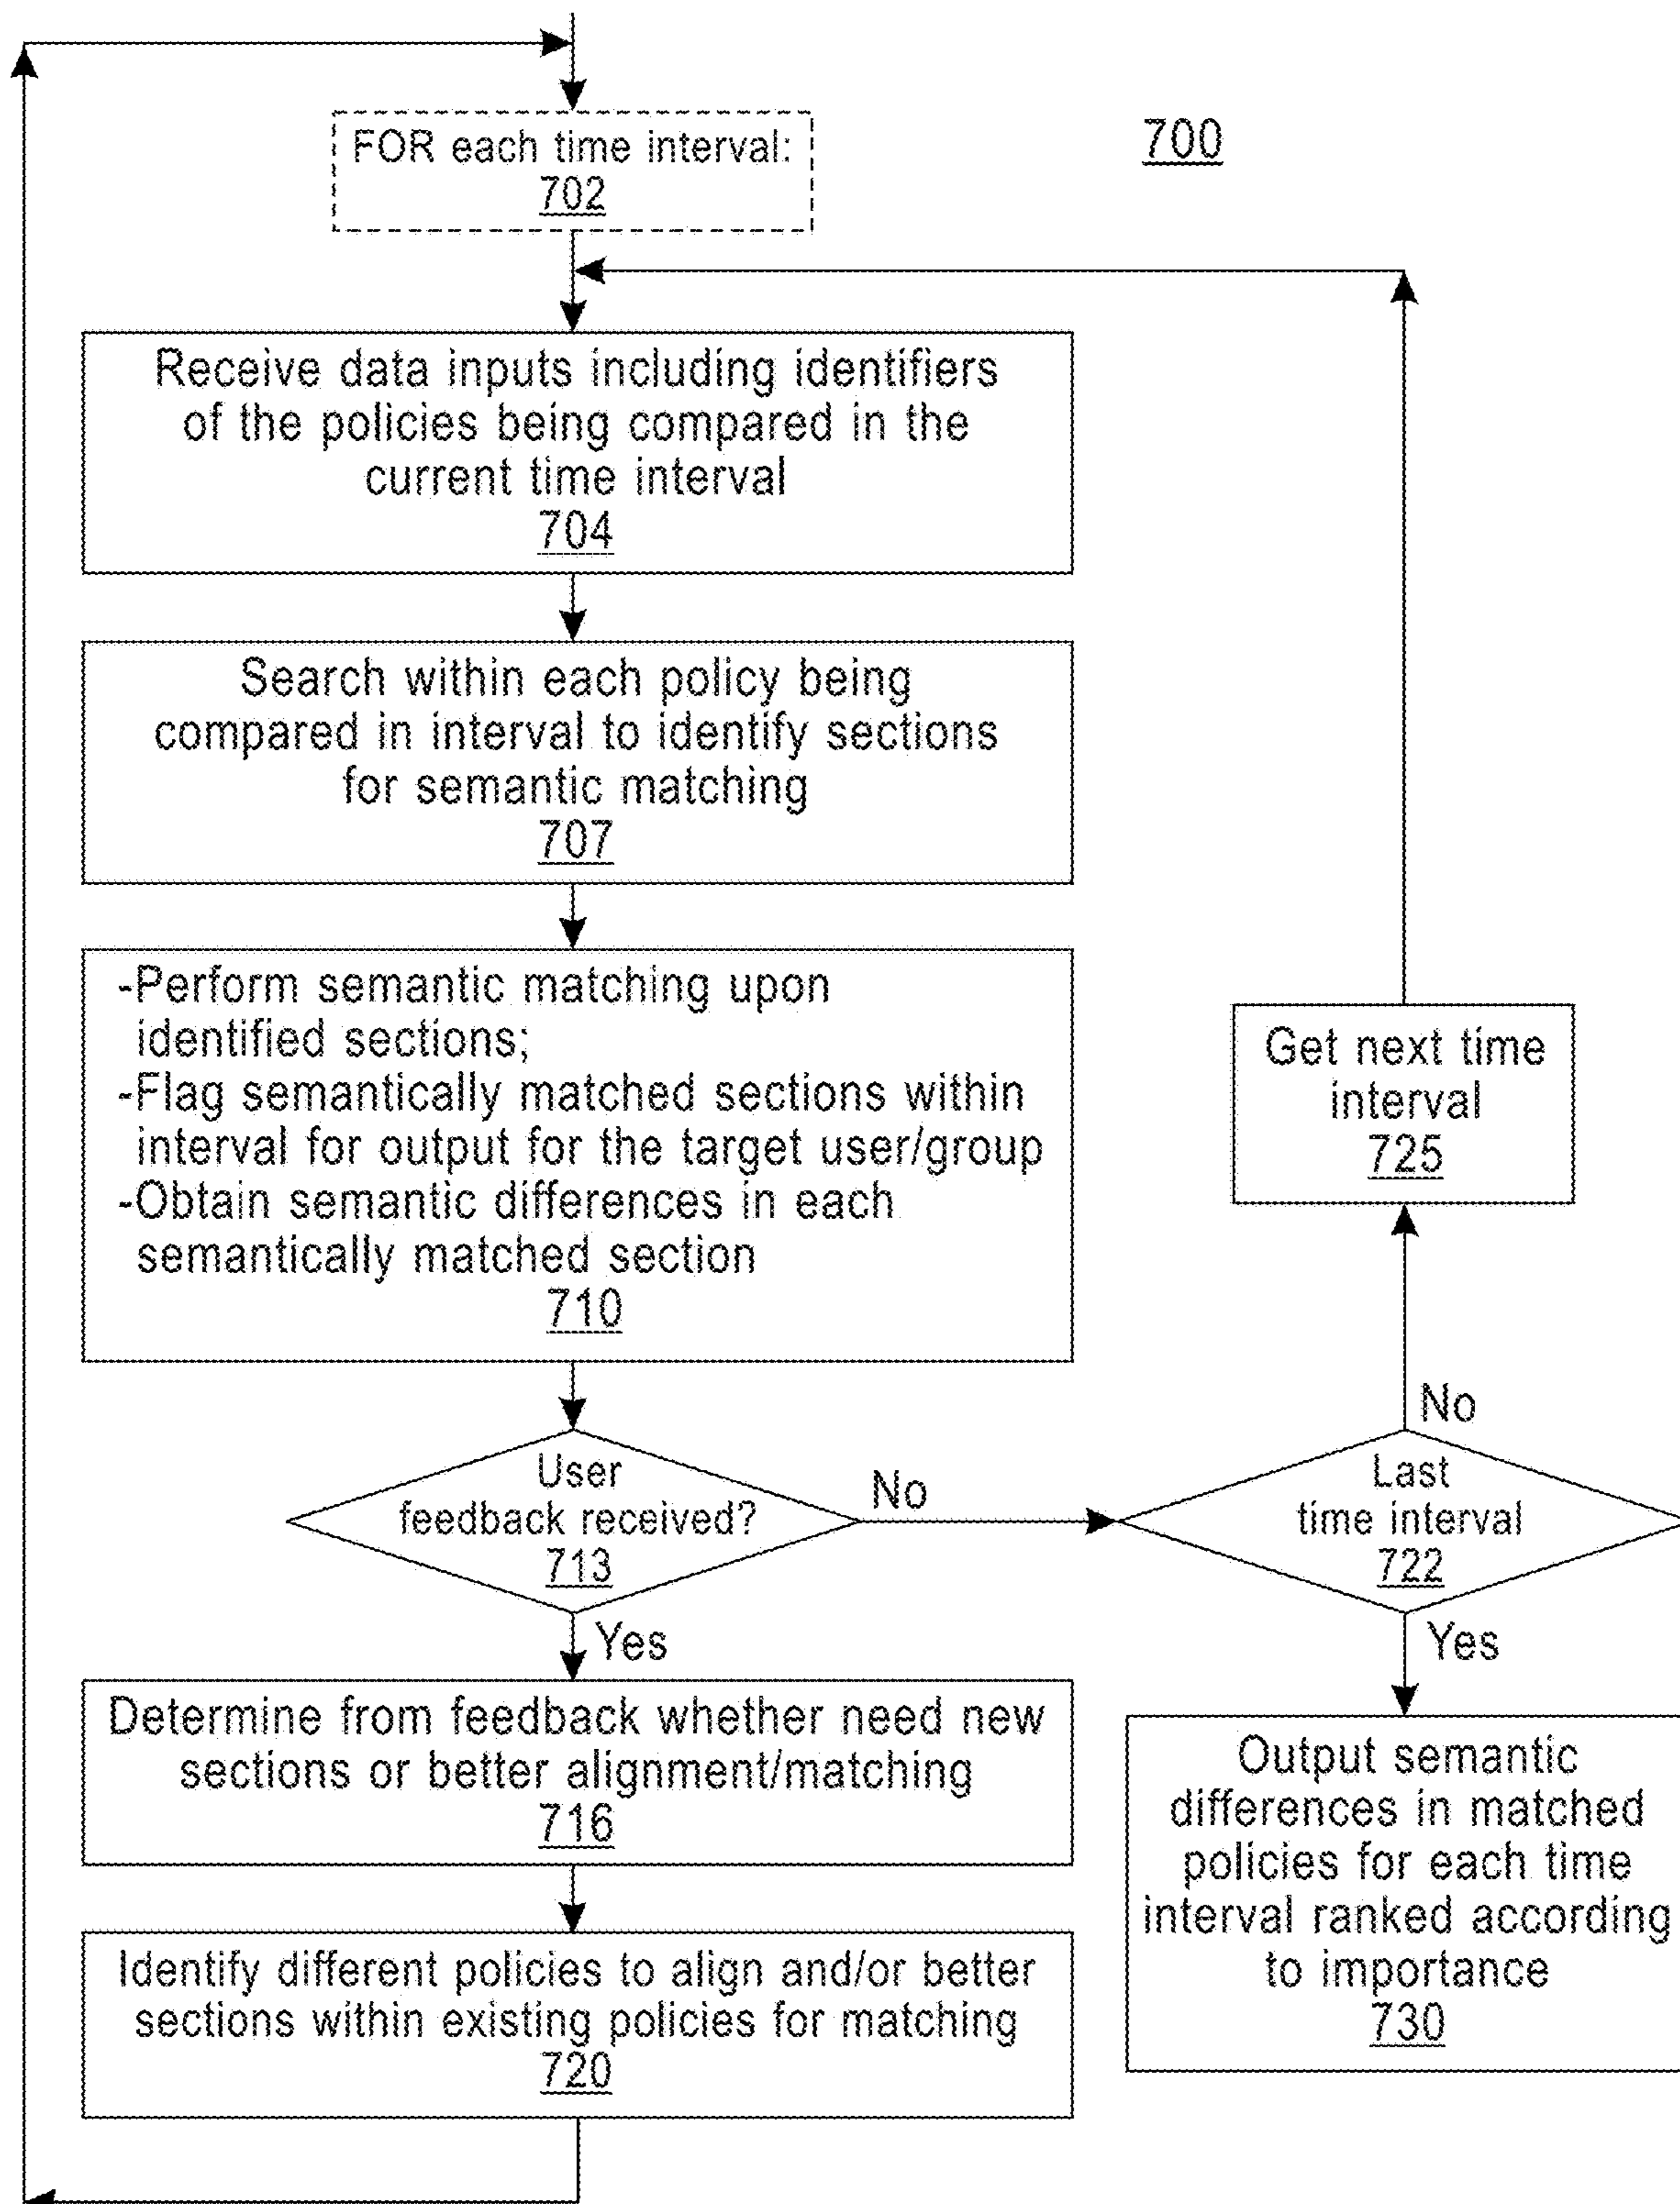 FOR each time interval:
702
700
Receive data inputs including identifiers
of the policies being compared in the
current time interval
704
Search within each policy being
compared in interval to identify sections
for semantic matching
707
-Perform semantic matching upon
identified sections;
-Flag semantically matched sections within
interval for output for the target user/group
-Obtain semantic differences in each
semantically matched section
710
Get next time
interval
725
No
User
feedback received?
713
No
Last
time interval
722
Yes
Yes
Determine from feedback whether need new
sections or better alignment/matching
716
Identify different policies to align and/or better
sections within existing policies for matching
720
Output semantic
differences in matched
policies for each time
interval ranked according
to importance
730